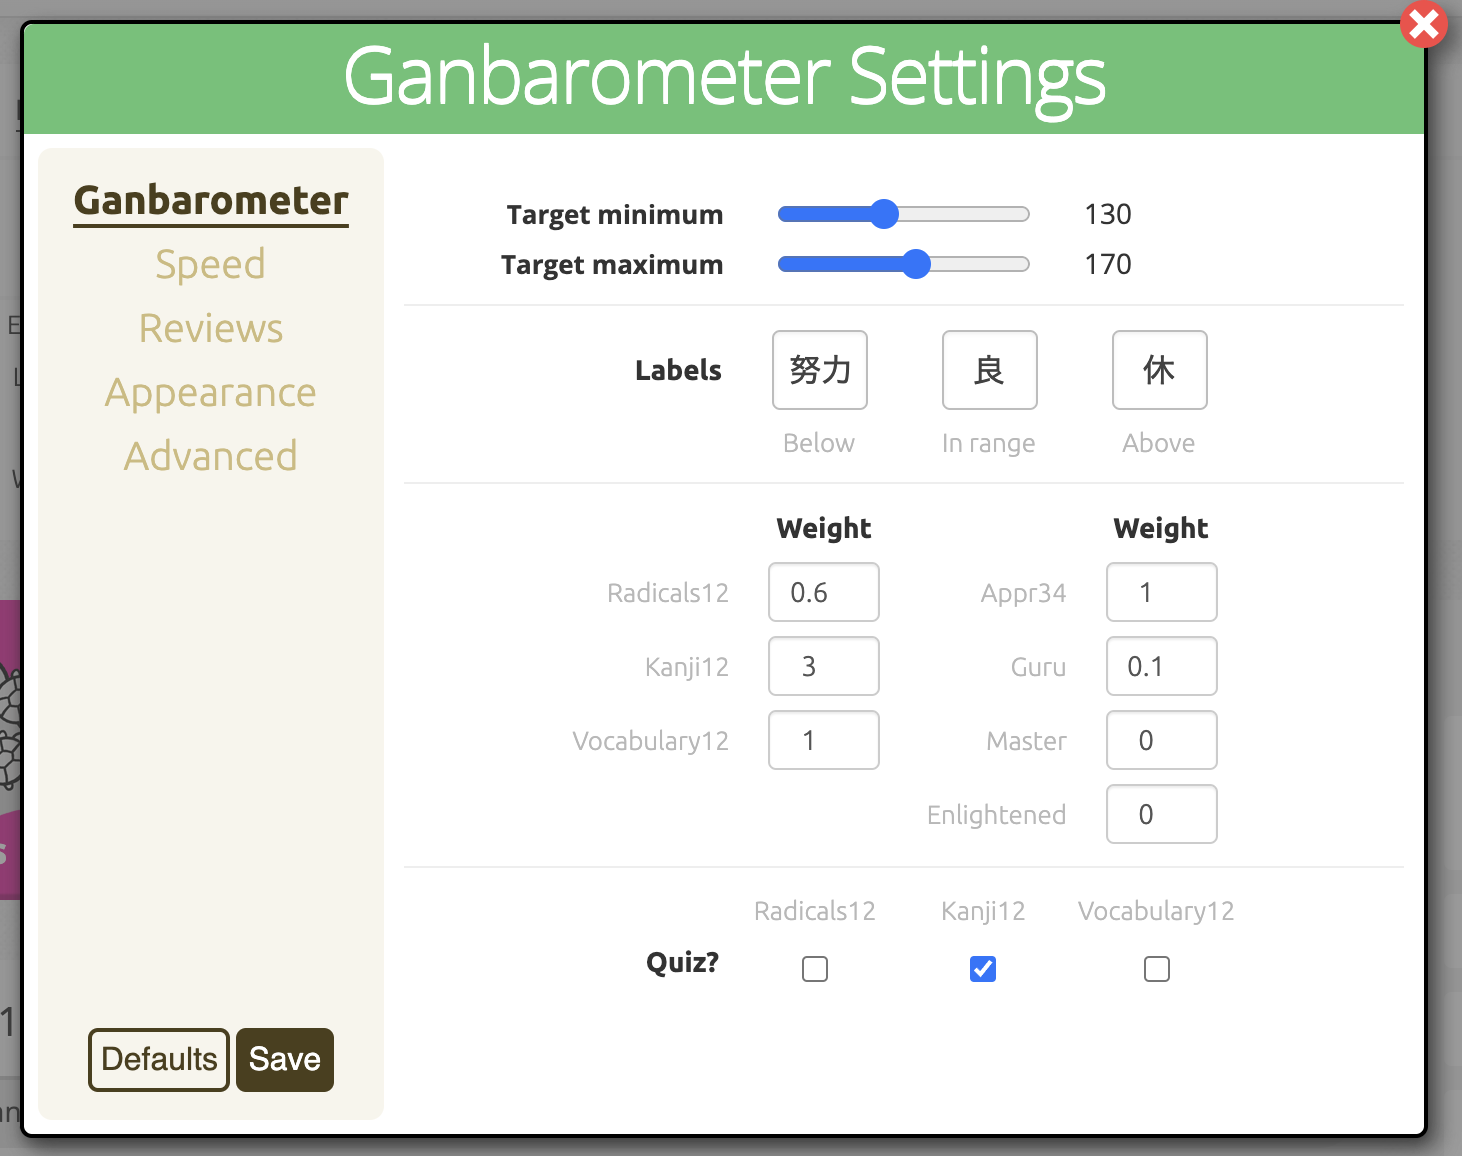 Ganbarometer Settings
Ganbarometer
Speed
Reviews
Appearance
Advanced
Defaults Save
Target minimum 130
Target maximum 170
Labels 努力 良 休
Below In range Above
Weight Weight
Radicals12 0.6 Appr34 1
Kanji12 3 Guru 0.1
Vocabulary12 1 Master 0
Enlightened 0
Radicals12 Kanji12 Vocabulary12
Quiz?